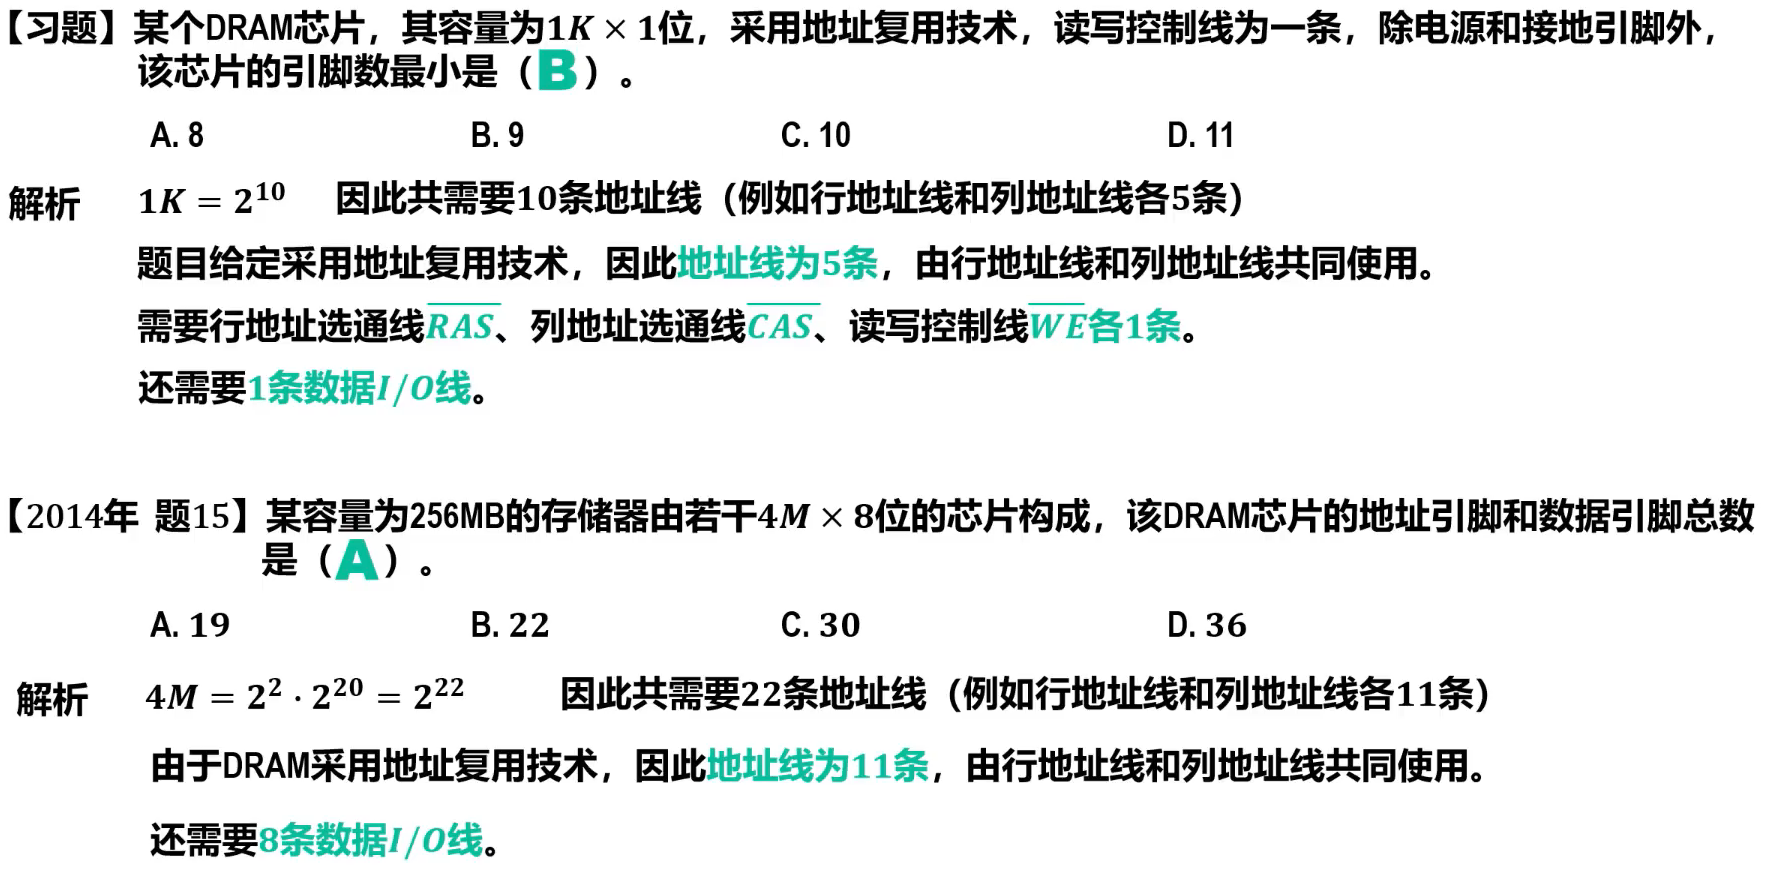 【习题】某个DRAM芯片，其容量为1K × 1位，采用地址复用技术，读写控制线为一条，除电源和接地引脚外，
该芯片的引脚数最小是（B）。
A. 8 B. 9 C. 10 D. 11
解析 1K = 2^10 因此共需要10条地址线（例如行地址线和列地址线各5条）
题目给定采用地址复用技术，因此地址线为5条，由行地址线和列地址线共同使用。
需要行地址选通线R̅A̅S̅、列地址选通线C̅A̅S̅、读写控制线W̅E̅各1条。
还需要1条数据I/O线。
【2014年 题15】某容量为256MB的存储器由若干4M × 8位的芯片构成，该DRAM芯片的地址引脚和数据引脚总数
是（A）。
A. 19 B. 22 C. 30 D. 36
解析 4M = 2^2 · 2^20 = 2^22 因此共需要22条地址线（例如行地址线和列地址线各11条）
由于DRAM采用地址复用技术，因此地址线为11条，由行地址线和列地址线共同使用。
还需要8条数据I/O线。